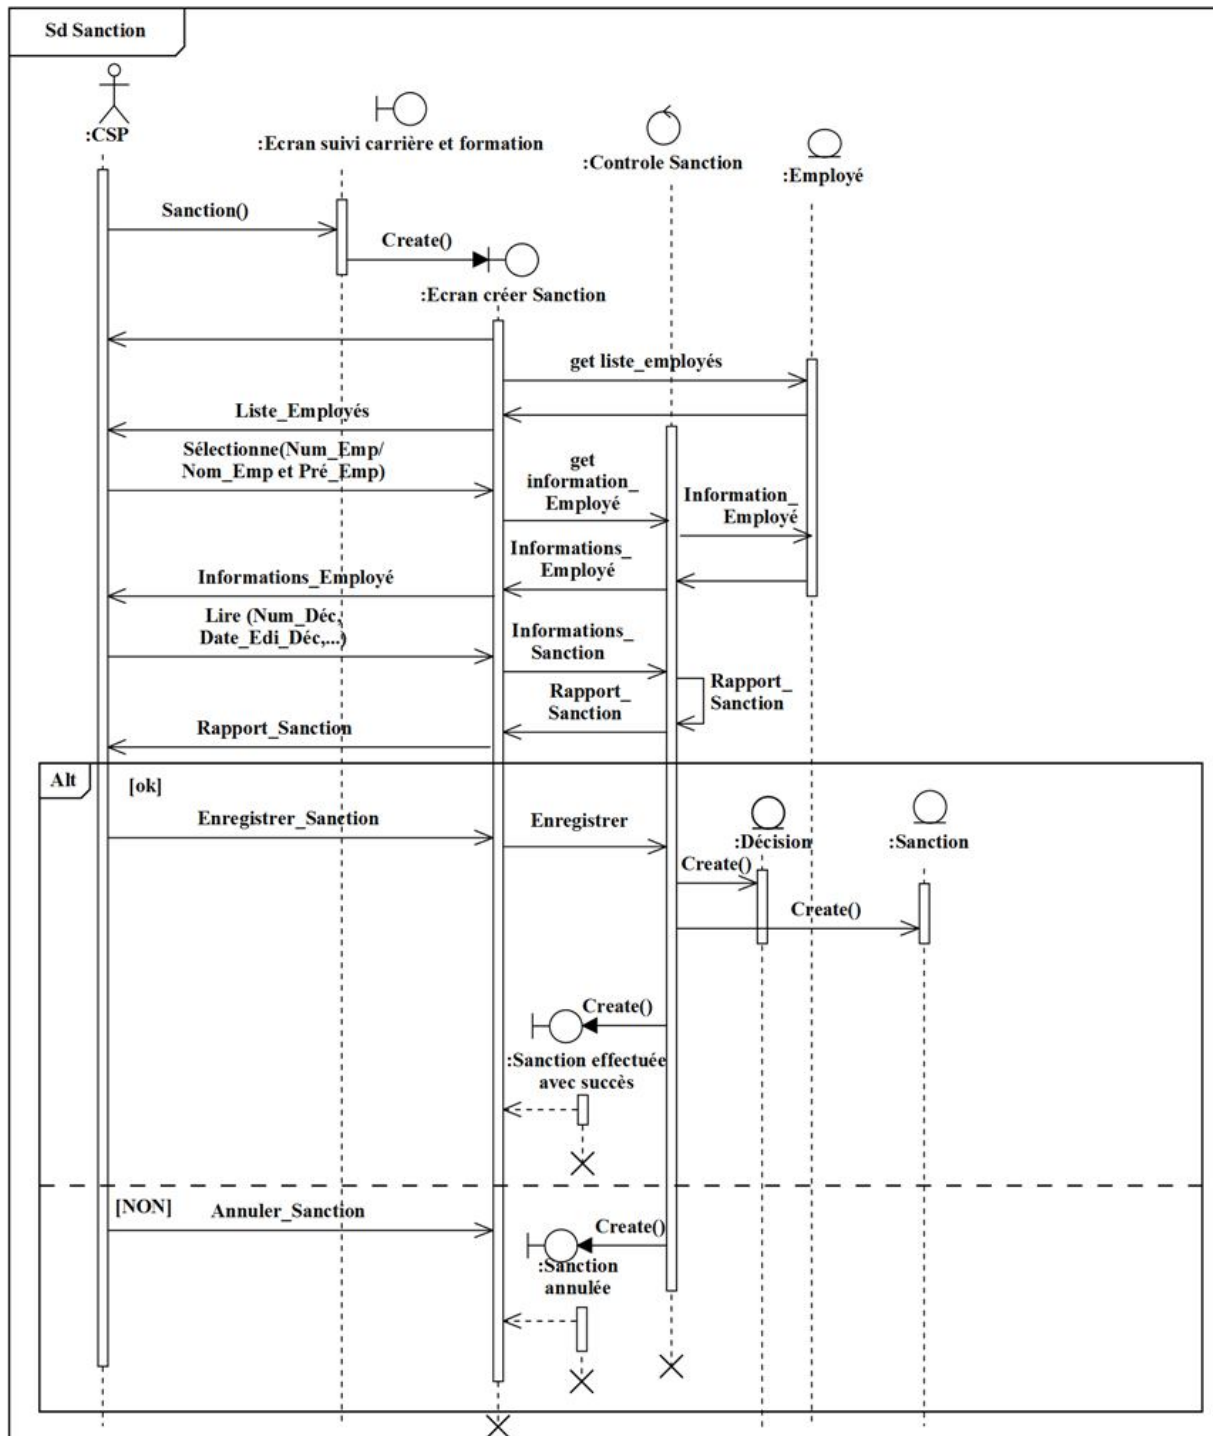 Sd Sanction
:CSP
:Ecran suivi carrière et formation
:Controle Sanction
:Employé
Sanction()
Create()
:Ecran créer Sanction
get liste_employés
Liste_Employés
Sélectionne(Num_Emp/
Nom_Emp et Pré_Emp)
get
information_
Employé
Information_
Employé
Informations_
Employé
Informations_Employé
Lire (Num_Déc,
Date_Edi_Déc,...)
Informations_
Sanction
Rapport_
Sanction
Rapport_
Sanction
Rapport_Sanction
Alt
[ok]
Enregistrer_Sanction
Enregistrer
:Décision
:Sanction
Create()
Create()
Create()
:Sanction effectuée
avec succès
[NON]
Annuler_Sanction
Create()
:Sanction
annulée